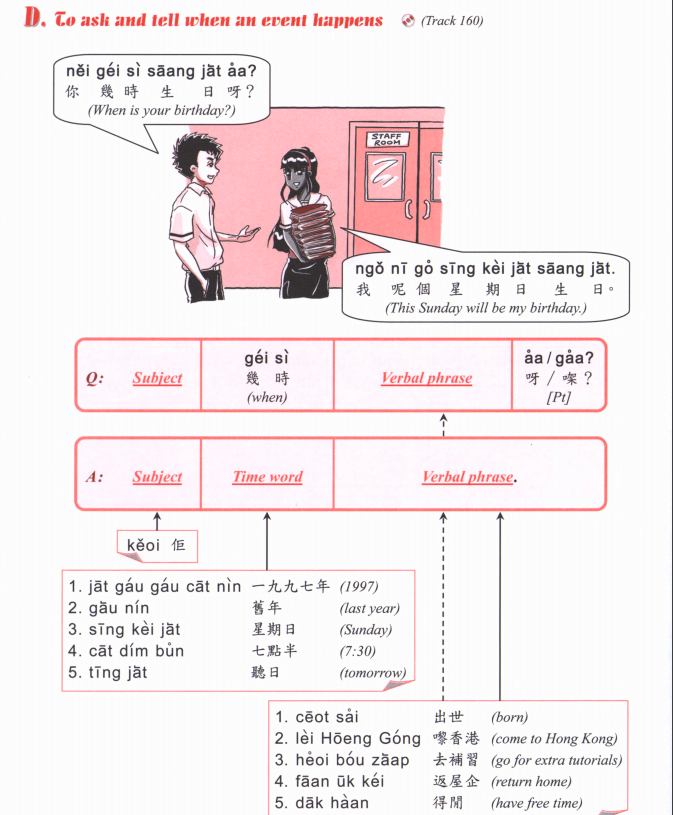 D. To ask and tell when an event happens (Track 160)
něi géi sì sāang jāt åa?
你 幾 時 生 日 呀？
(When is your birthday?)
STAFF
ROOM
ngǒ nī gỏ sīng kèi jāt sāang jāt.
我 呢 個 星 期 日 生 日。
(This Sunday will be my birthday.)
Q: Subject géi sì Verbal phrase åa / gåa?
幾 時 呀 / 㗎？
(when) [Pt]
A: Subject Time word Verbal phrase.
kěoi 佢
1. jāt gáu gáu cāt nìn 一九九七年 (1997)
2. gāu nín 舊年 (last year)
3. sīng kèi jāt 星期日 (Sunday)
4. cāt dím bủn 七點半 (7:30)
5. tīng jāt 聽日 (tomorrow)
1. cēot sải 出世 (born)
2. lèi Hōeng Góng 嚟香港 (come to Hong Kong)
3. hẻoi bóu zāap 去補習 (go for extra tutorials)
4. fāan ūk kéi 返屋企 (return home)
5. dāk hàan 得閒 (have free time)